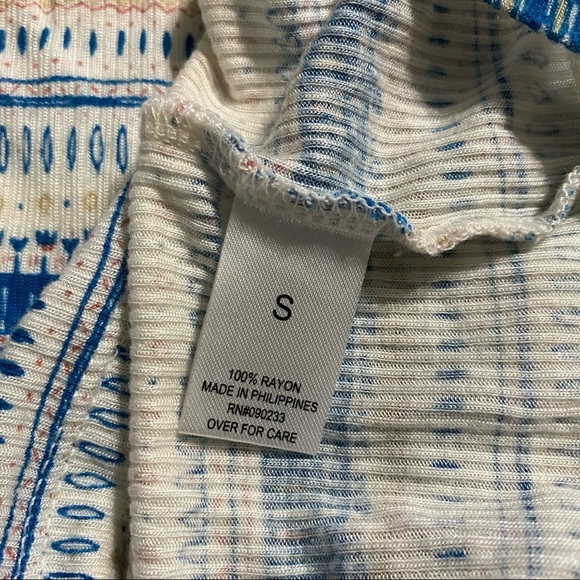 S
100% RAYON
MADE IN PHILIPPINES
RN#090233
OVER FOR CARE